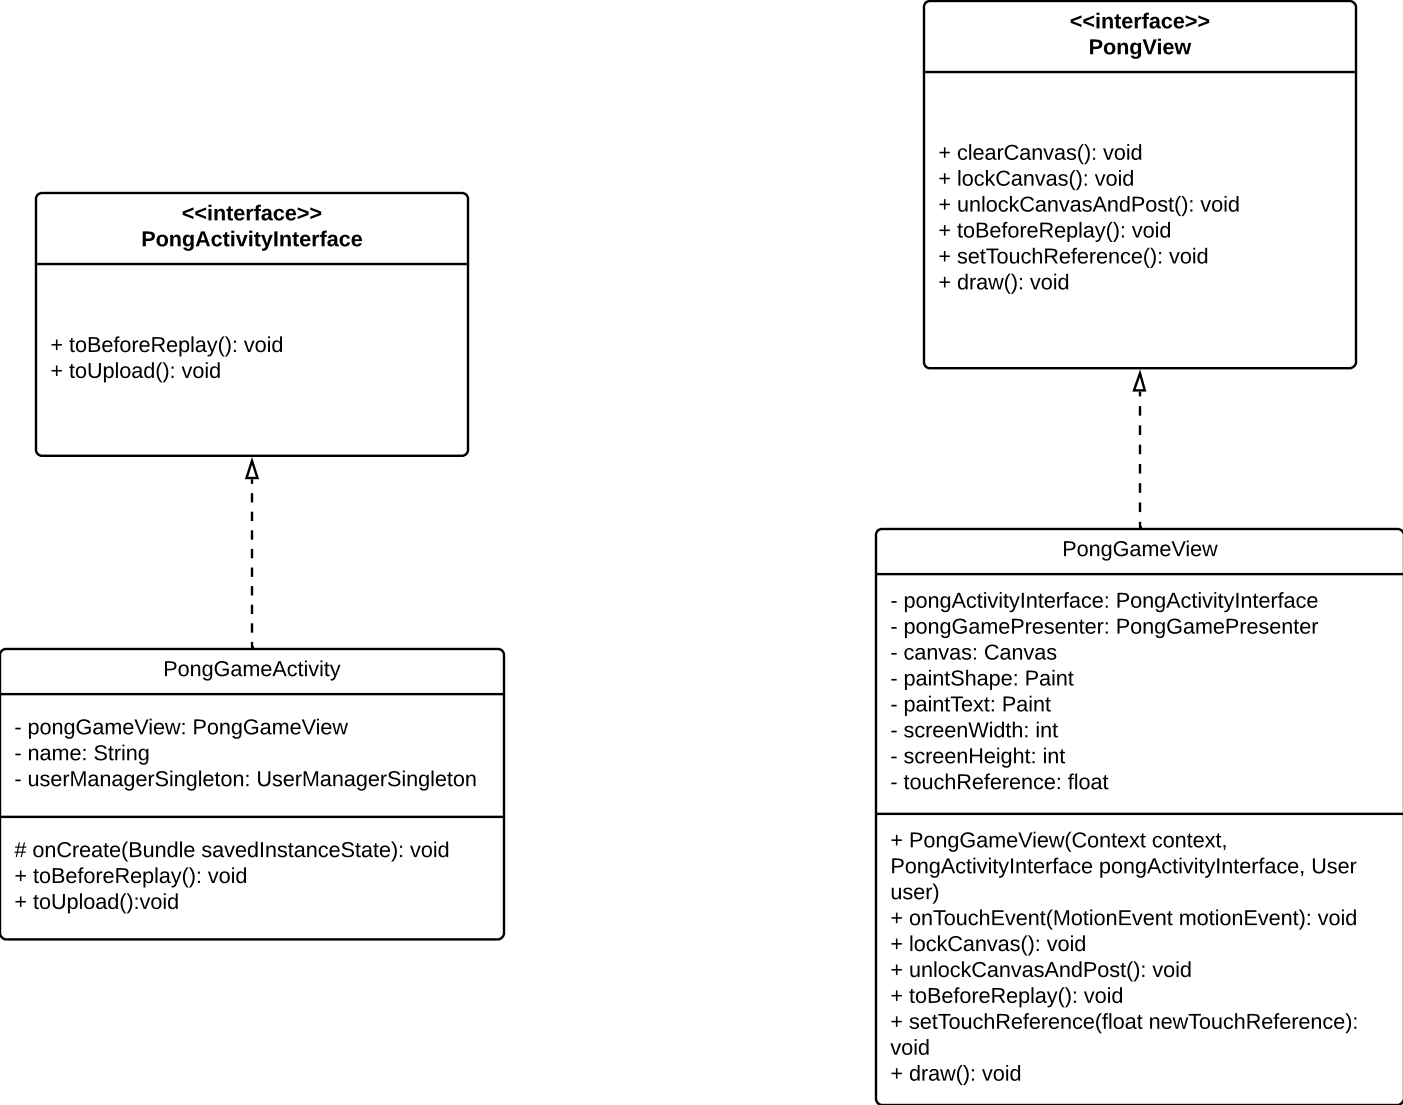 <<interface>>
PongActivityInterface
+ toBeforeReplay(): void
+ toUpload(): void
PongGameActivity
- pongGameView: PongGameView
- name: String
- userManagerSingleton: UserManagerSingleton
# onCreate(Bundle savedInstanceState): void
+ toBeforeReplay(): void
+ toUpload():void
<<interface>>
PongView
+ clearCanvas(): void
+ lockCanvas(): void
+ unlockCanvasAndPost(): void
+ toBeforeReplay(): void
+ setTouchReference(): void
+ draw(): void
PongGameView
- pongActivityInterface: PongActivityInterface
- pongGamePresenter: PongGamePresenter
- canvas: Canvas
- paintShape: Paint
- paintText: Paint
- screenWidth: int
- screenHeight: int
- touchReference: float
+ PongGameView(Context context,
PongActivityInterface pongActivityInterface, User
user)
+ onTouchEvent(MotionEvent motionEvent): void
+ lockCanvas(): void
+ unlockCanvasAndPost(): void
+ toBeforeReplay(): void
+ setTouchReference(float newTouchReference):
void
+ draw(): void